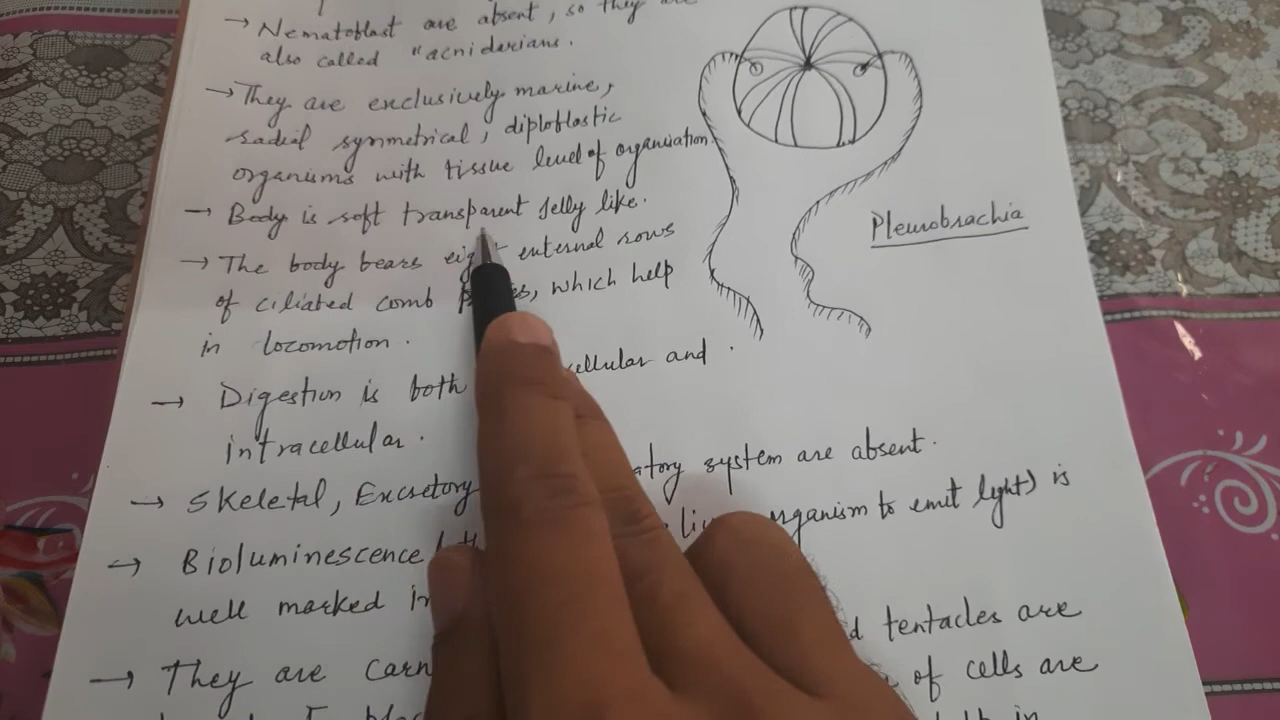 → Nematoblast are absent, so they are
also called "acnidarians.
→ They are exclusively marine,
radial symmetrical, diploblastic
organisms with tissue level of organisation
→ Body is soft transparent Jelly like.
→ The body bears external rows
of ciliated comb which help
in locomotion.
→ Digestion is both and
intracellular.
→ Skeletal, Excretory system are absent.
→ Bioluminescence organism to emit light) is
well marked
→ They are tentacles are
of cells are
Pleurobrachia